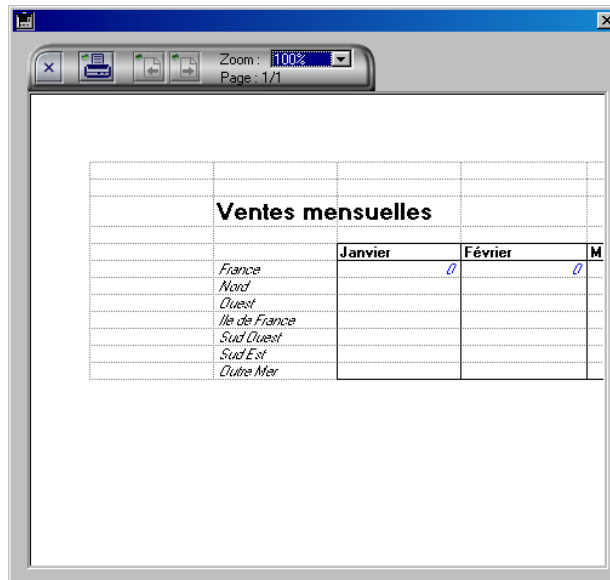 Zoom : 100%
Page : 1/1
Ventes mensuelles
Janvier Février M
France 0 0
Nord
Ouest
Ile de France
Sud Ouest
Sud Est
Outre Mer